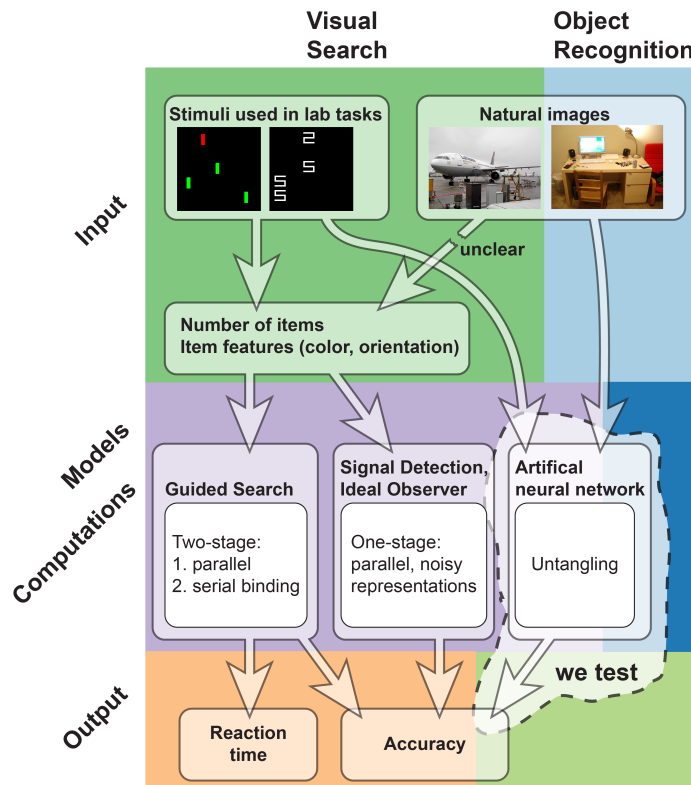 Visual
Search
Object
Recognition
Input
Stimuli used in lab tasks
2
5
5
5
Natural images
unclear
Number of items
Item features (color, orientation)
Models
Computations
Guided Search
Two-stage:
1. parallel
2. serial binding
Signal Detection,
Ideal Observer
One-stage:
parallel, noisy
representations
Artifical
neural network
Untangling
we test
Output
Reaction
time
Accuracy